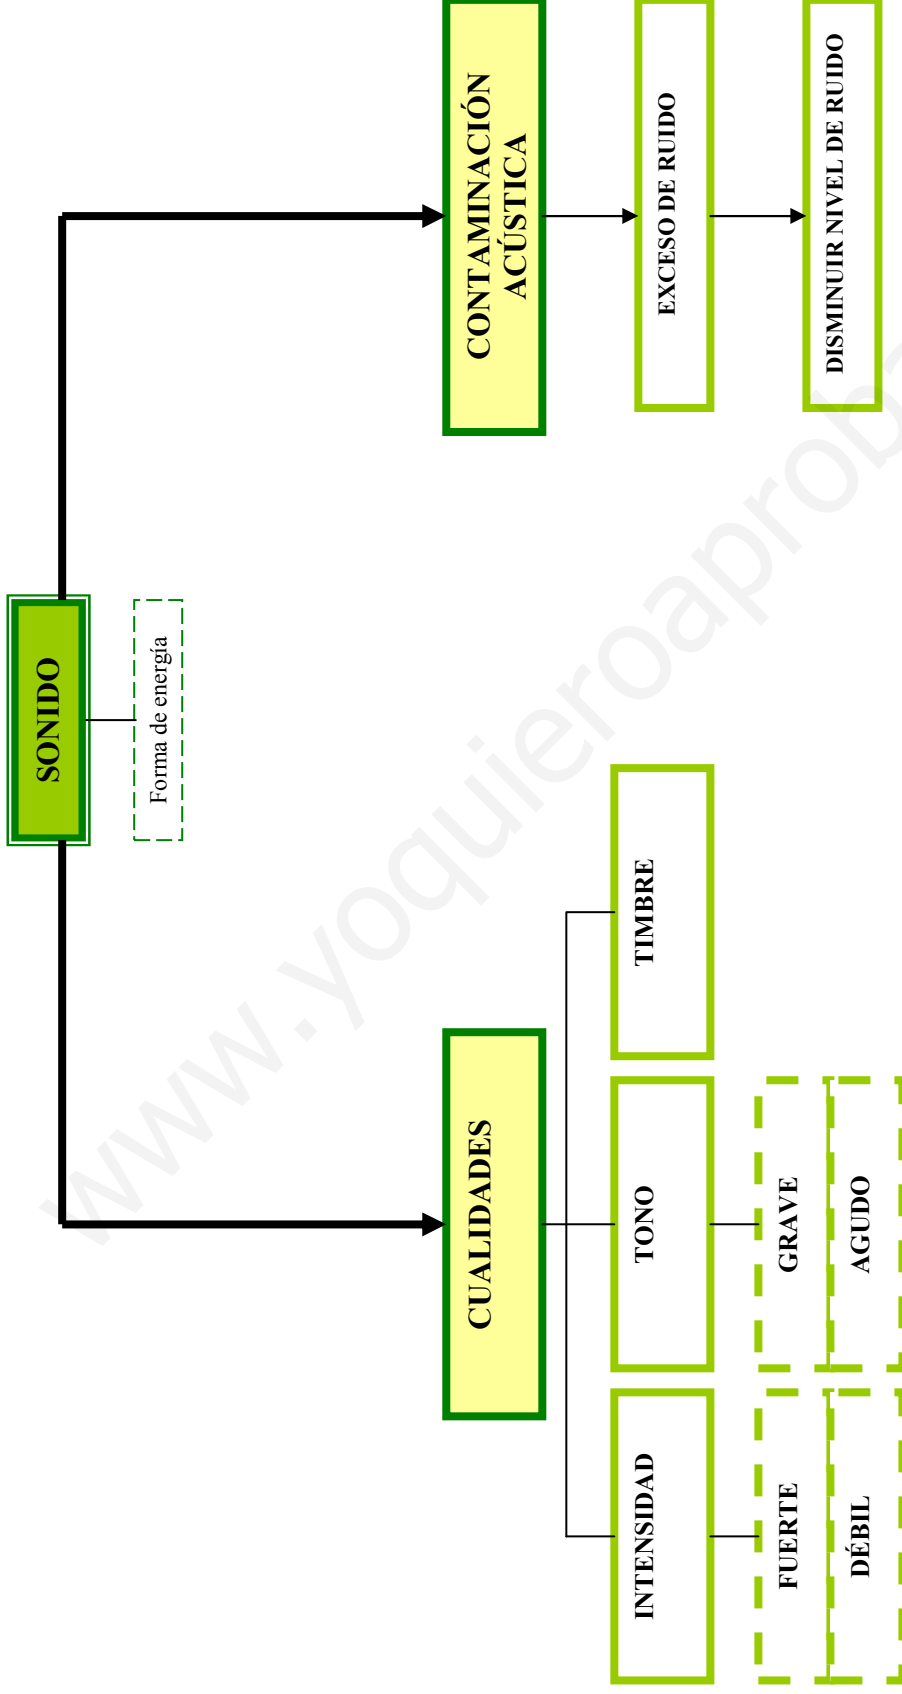 SONIDO
Forma de energía
CUALIDADES
CONTAMINACIÓN
ACÚSTICA
INTENSIDAD
TONO
TIMBRE
EXCESO DE RUIDO
FUERTE
DÉBIL
GRAVE
AGUDO
DISMINUIR NIVEL DE RUIDO
www.yoquieroaproba